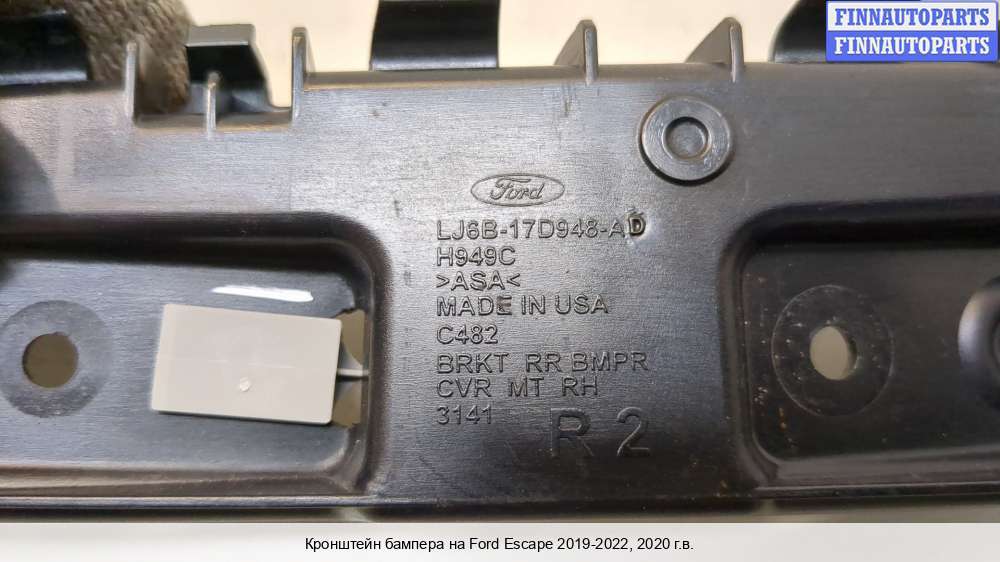 FINNAUTOPARTS
FINNAUTOPARTS
Ford
LJ6B-17D948-AD
H949C
>ASA<
MADE IN USA
C482
BRKT RR BMPR
CVR MT RH
3141
R 2
Кронштейн бампера на Ford Escape 2019-2022, 2020 г.в.